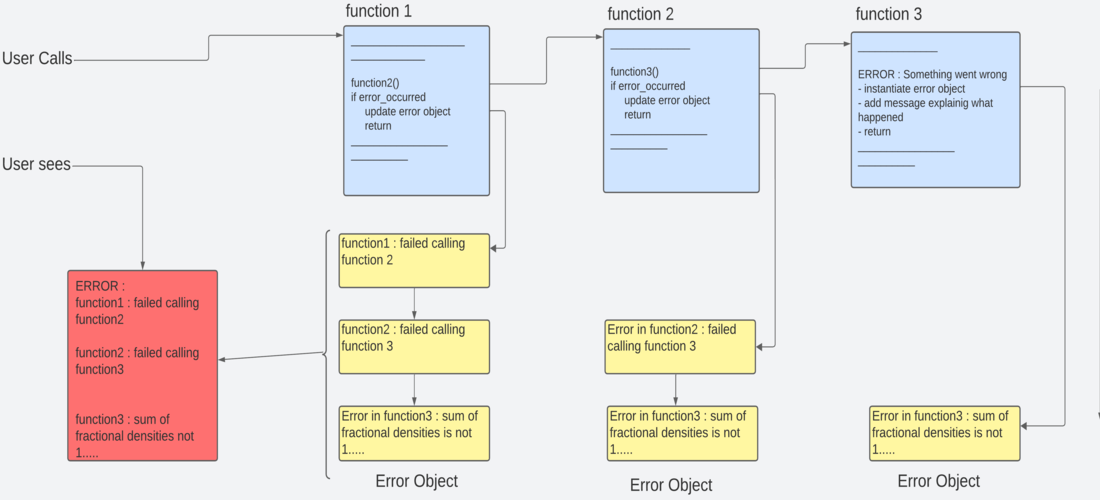 function 1
function 2
function 3
User Calls
function2()
if error_occurred
update error object
return
function3()
if error_occurred
update error object
return
ERROR : Something went wrong
- instantiate error object
- add message explainig what
happened
- return
User sees
function1 : failed calling
function 2
ERROR :
function1 : failed calling
function2
function2 : failed calling
function3
function3 : sum of
fractional densities not
1.....
function2 : failed calling
function 3
Error in function2 : failed
calling function 3
Error in function3 : sum of
fractional densities is not
1.....
Error in function3 : sum of
fractional densities is not
1.....
Error in function3 : sum of
fractional densities is not
1.....
Error Object
Error Object
Error Object